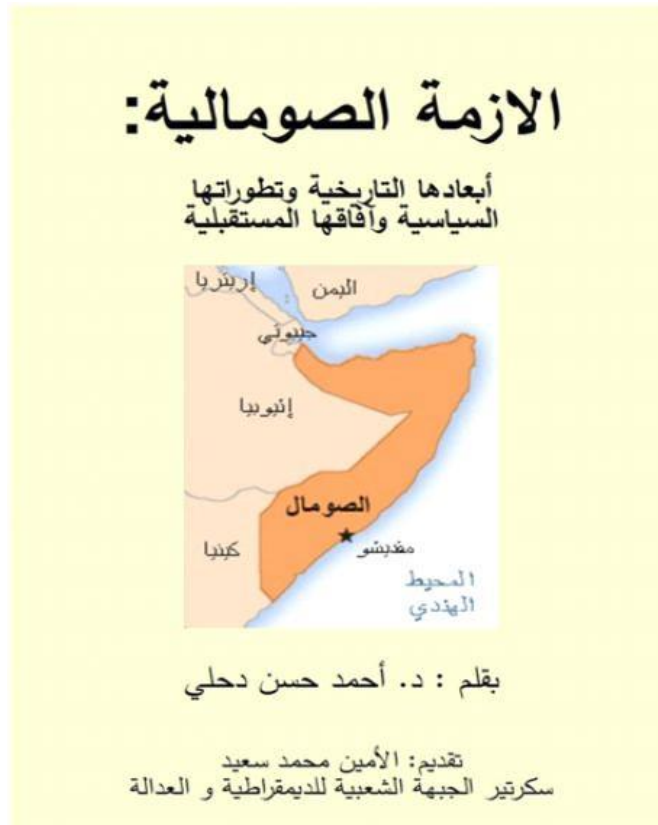 الازمة الصومالية:
أبعادها التاريخية وتطوراتها
السياسية وآفاقها المستقبلية
إريتريا
اليمن
جيبوتي
إثيوبيا
الصومال
كينيا
مقديشو
المحيط
الهندي
بقلم : د. أحمد حسن دحلي
تقديم: الأمين محمد سعيد
سكرتير الجبهة الشعبية للديمقراطية و العدالة